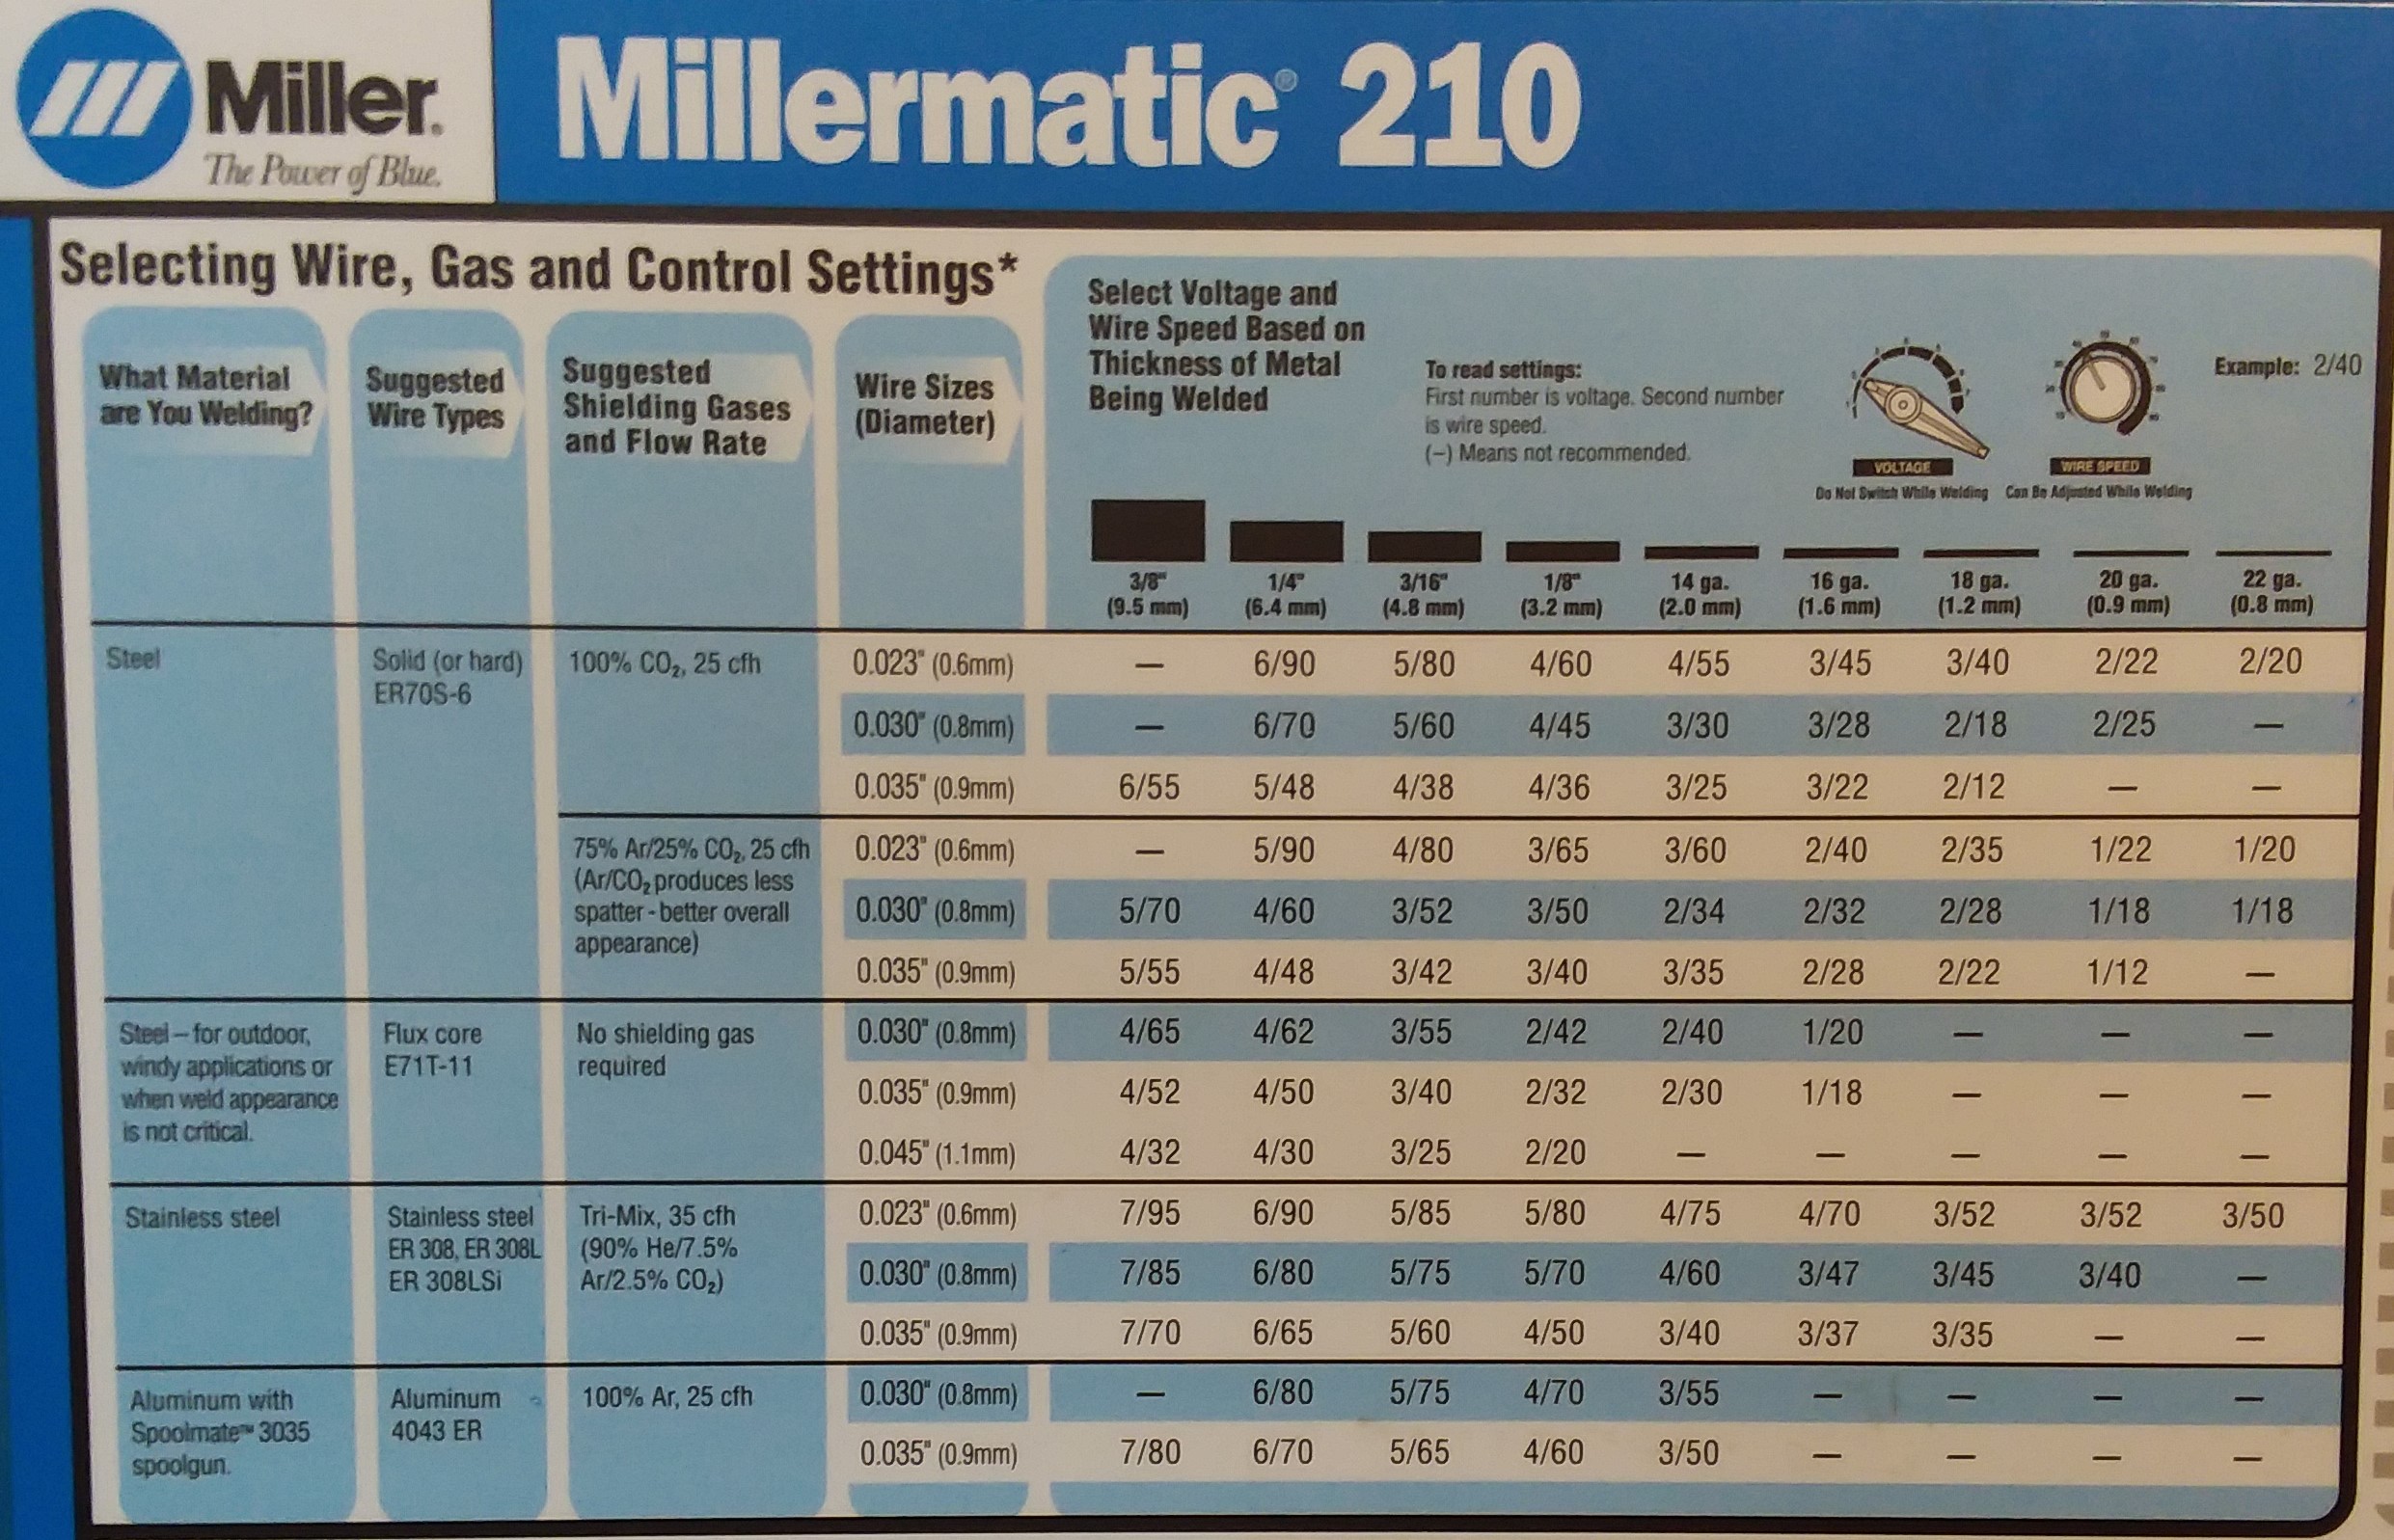 Miller®
The Power of Blue.
Millermatic® 210
Selecting Wire, Gas and Control Settings*
What Material
are You Welding?
Suggested
Wire Types
Suggested
Shielding Gases
and Flow Rate
Wire Sizes
(Diameter)
Select Voltage and
Wire Speed Based on
Thickness of Metal
Being Welded
To read settings:
First number is voltage. Second number
is wire speed.
(–) Means not recommended.
VOLTAGE
Do Not Switch While Welding
WIRE SPEED
Can Be Adjusted While Welding
Example: 2/40
3/8" 1/4" 3/16" 1/8" 14 ga. 16 ga. 18 ga. 20 ga. 22 ga.
(9.5 mm) (6.4 mm) (4.8 mm) (3.2 mm) (2.0 mm) (1.6 mm) (1.2 mm) (0.9 mm) (0.8 mm)
Steel
Solid (or hard)
ER70S-6
100% CO₂, 25 cfh
0.023" (0.6mm) — 6/90 5/80 4/60 4/55 3/45 3/40 2/22 2/20
0.030" (0.8mm) — 6/70 5/60 4/45 3/30 3/28 2/18 2/25 —
0.035" (0.9mm) 6/55 5/48 4/38 4/36 3/25 3/22 2/12 — —
75% Ar/25% CO₂, 25 cfh
(Ar/CO₂ produces less
spatter - better overall
appearance)
0.023" (0.6mm) — 5/90 4/80 3/65 3/60 2/40 2/35 1/22 1/20
0.030" (0.8mm) 5/70 4/60 3/52 3/50 2/34 2/32 2/28 1/18 1/18
0.035" (0.9mm) 5/55 4/48 3/42 3/40 3/35 2/28 2/22 1/12 —
Steel – for outdoor,
windy applications or
when weld appearance
is not critical.
Flux core
E71T-11
No shielding gas
required
0.030" (0.8mm) 4/65 4/62 3/55 2/42 2/40 1/20 — — —
0.035" (0.9mm) 4/52 4/50 3/40 2/32 2/30 1/18 — — —
0.045" (1.1mm) 4/32 4/30 3/25 2/20 — — — — —
Stainless steel
Stainless steel
ER 308, ER 308L
ER 308LSi
Tri-Mix, 35 cfh
(90% He/7.5%
Ar/2.5% CO₂)
0.023" (0.6mm) 7/95 6/90 5/85 5/80 4/75 4/70 3/52 3/52 3/50
0.030" (0.8mm) 7/85 6/80 5/75 5/70 4/60 3/47 3/45 3/40 —
0.035" (0.9mm) 7/70 6/65 5/60 4/50 3/40 3/37 3/35 — —
Aluminum with
Spoolmate™ 3035
spoolgun.
Aluminum
4043 ER
100% Ar, 25 cfh
0.030" (0.8mm) — 6/80 5/75 4/70 3/55 — — — —
0.035" (0.9mm) 7/80 6/70 5/65 4/60 3/50 — — — —